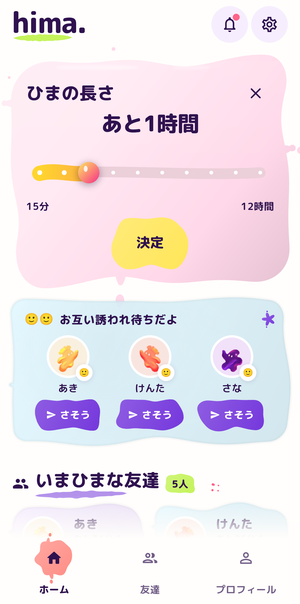 hima.
ひまの長さ
あと1時間
15分
12時間
決定
お互い誘われ待ちだよ
あき
けんた
さな
さそう
さそう
さそう
いまひまな友達
5人
あき
けんた
ホーム
友達
プロフィール